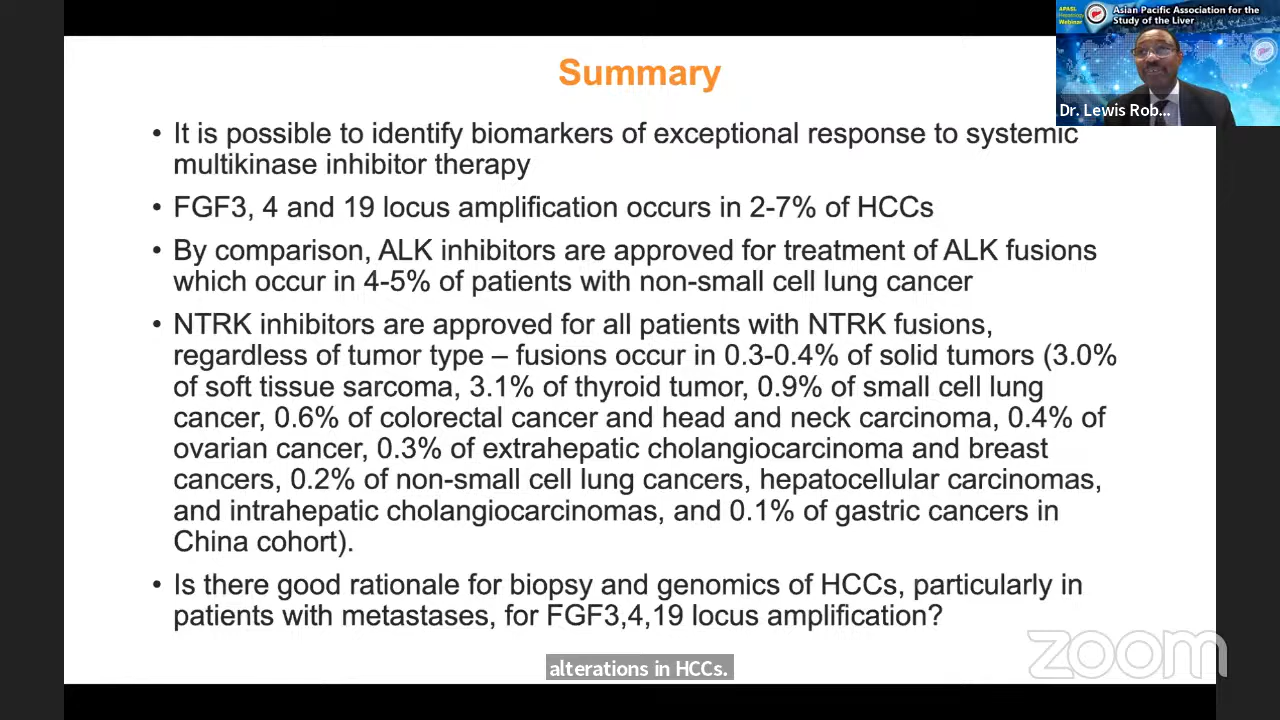 APASL
Hepatology
Webinar
Asian Pacific Association for the
Study of the Liver
Dr. Lewis Rob...
Summary
• It is possible to identify biomarkers of exceptional response to systemic
multikinase inhibitor therapy
• FGF3, 4 and 19 locus amplification occurs in 2-7% of HCCs
• By comparison, ALK inhibitors are approved for treatment of ALK fusions
which occur in 4-5% of patients with non-small cell lung cancer
• NTRK inhibitors are approved for all patients with NTRK fusions,
regardless of tumor type – fusions occur in 0.3-0.4% of solid tumors (3.0%
of soft tissue sarcoma, 3.1% of thyroid tumor, 0.9% of small cell lung
cancer, 0.6% of colorectal cancer and head and neck carcinoma, 0.4% of
ovarian cancer, 0.3% of extrahepatic cholangiocarcinoma and breast
cancers, 0.2% of non-small cell lung cancers, hepatocellular carcinomas,
and intrahepatic cholangiocarcinomas, and 0.1% of gastric cancers in
China cohort).
• Is there good rationale for biopsy and genomics of HCCs, particularly in
patients with metastases, for FGF3,4,19 locus amplification?
zoom
alterations in HCCs.